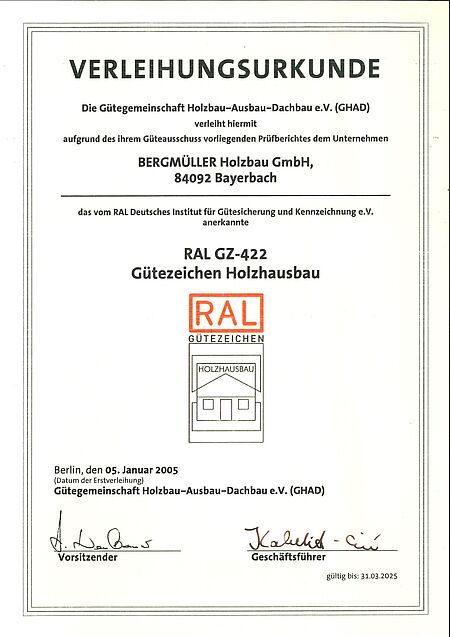 VERLEIHUNGSURKUNDE
Die Gütegemeinschaft Holzbau–Ausbau–Dachbau e.V. (GHAD)
verleiht hiermit
aufgrund des ihrem Güteausschuss vorliegenden Prüfberichtes dem Unternehmen
BERGMÜLLER Holzbau GmbH,
84092 Bayerbach
das vom RAL Deutsches Institut für Gütesicherung und Kennzeichnung e.V.
anerkannte
RAL GZ-422
Gütezeichen Holzhausbau
RAL
GÜTEZEICHEN
HOLZHAUSBAU
Berlin, den 05. Januar 2005
(Datum der Erstverleihung)
Gütegemeinschaft Holzbau–Ausbau–Dachbau e.V. (GHAD)
Vorsitzender
Geschäftsführer
gültig bis: 31.03.2025